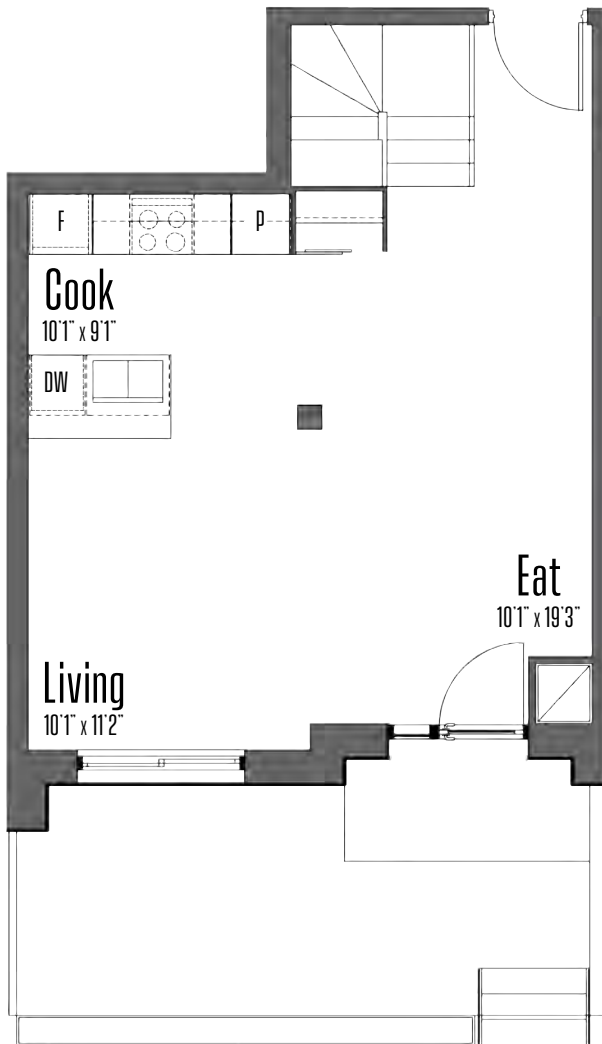 F
P
Cook
10'1" x 9'1"
DW
Eat
10'1" x 19'3"
Living
10'1" x 11'2"